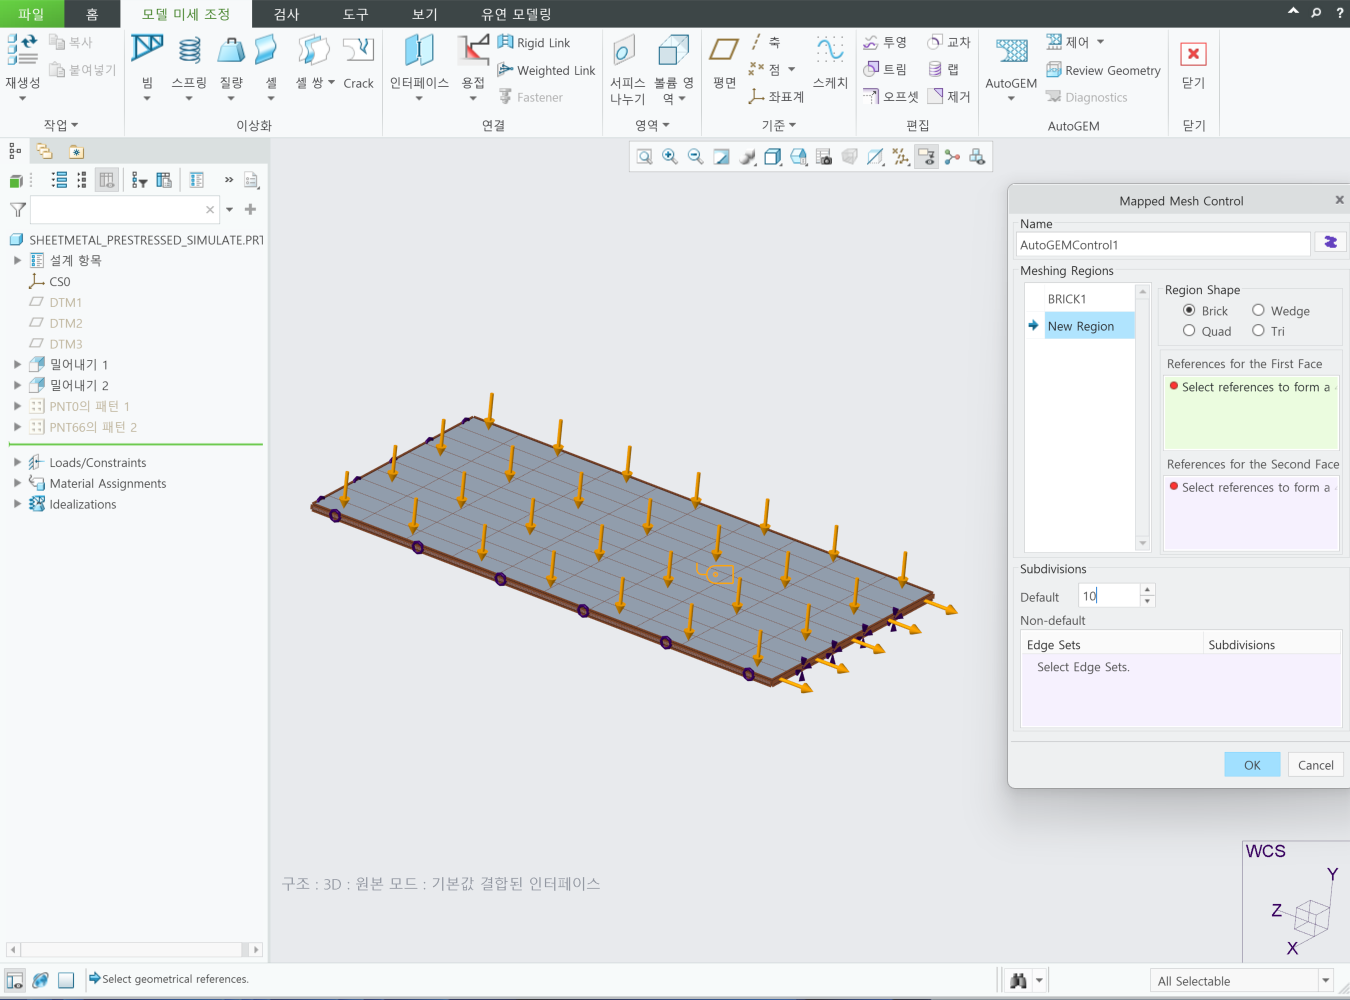 파일
홈
모델 미세 조정
검사
도구
보기
유연 모델링
?
재생성
복사
붙여넣기
작업
빔
스프링
질량
셸
셸 쌍
Crack
이상화
인터페이스
용접
Rigid Link
Weighted Link
Fastener
연결
서피스 나누기
볼륨 영역
영역
평면
축
점
좌표계
스케치
기준
투영
교차
트림
랩
오프셋
제거
편집
AutoGEM
제어
Review Geometry
Diagnostics
AutoGEM
닫기
닫기
SHEETMETAL_PRESTRESSED_SIMULATE.PRT
설계 항목
CS0
DTM1
DTM2
DTM3
밀어내기 1
밀어내기 2
PNT0의 패턴 1
PNT66의 패턴 2
Loads/Constraints
Material Assignments
Idealizations
Mapped Mesh Control
Name
AutoGEMControl1
Meshing Regions
BRICK1
New Region
Region Shape
Brick
Wedge
Quad
Tri
References for the First Face
Select references to form a
References for the Second Face
Select references to form a
Subdivisions
Default
10
Non-default
Edge Sets
Subdivisions
Select Edge Sets.
OK
Cancel
구조 : 3D : 원본 모드 : 기본값 결합된 인터페이스
WCS
Y
Z
X
Select geometrical references.
All Selectable